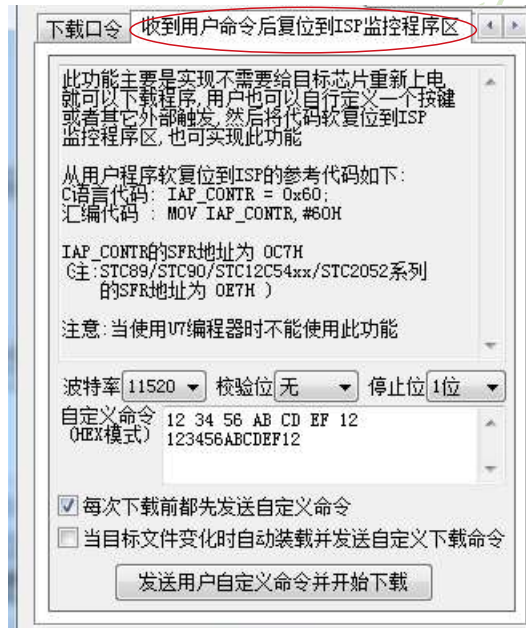 下载口令 收到用户命令后复位到ISP监控程序区
此功能主要是实现不需要给目标芯片重新上电,
就可以下载程序,用户也可以自行定义一个按键
或者其它外部触发,然后将代码软复位到ISP
监控程序区,也可实现此功能
从用户程序软复位到ISP的参考代码如下:
C语言代码: IAP_CONTR = 0x60;
汇编代码 : MOV IAP_CONTR,#60H
IAP_CONTR的SFR地址为 0C7H
(注:STC89/STC90/STC12C54xx/STC2052系列
的SFR地址为 0E7H )
注意:当使用U7编程器时不能使用此功能
波特率 11520 校验位 无 停止位 1位
自定义命令 12 34 56 AB CD EF 12
(HEX模式) 123456ABCDEF12
每次下载前都先发送自定义命令
当目标文件变化时自动装载并发送自定义下载命令
发送用户自定义命令并开始下载